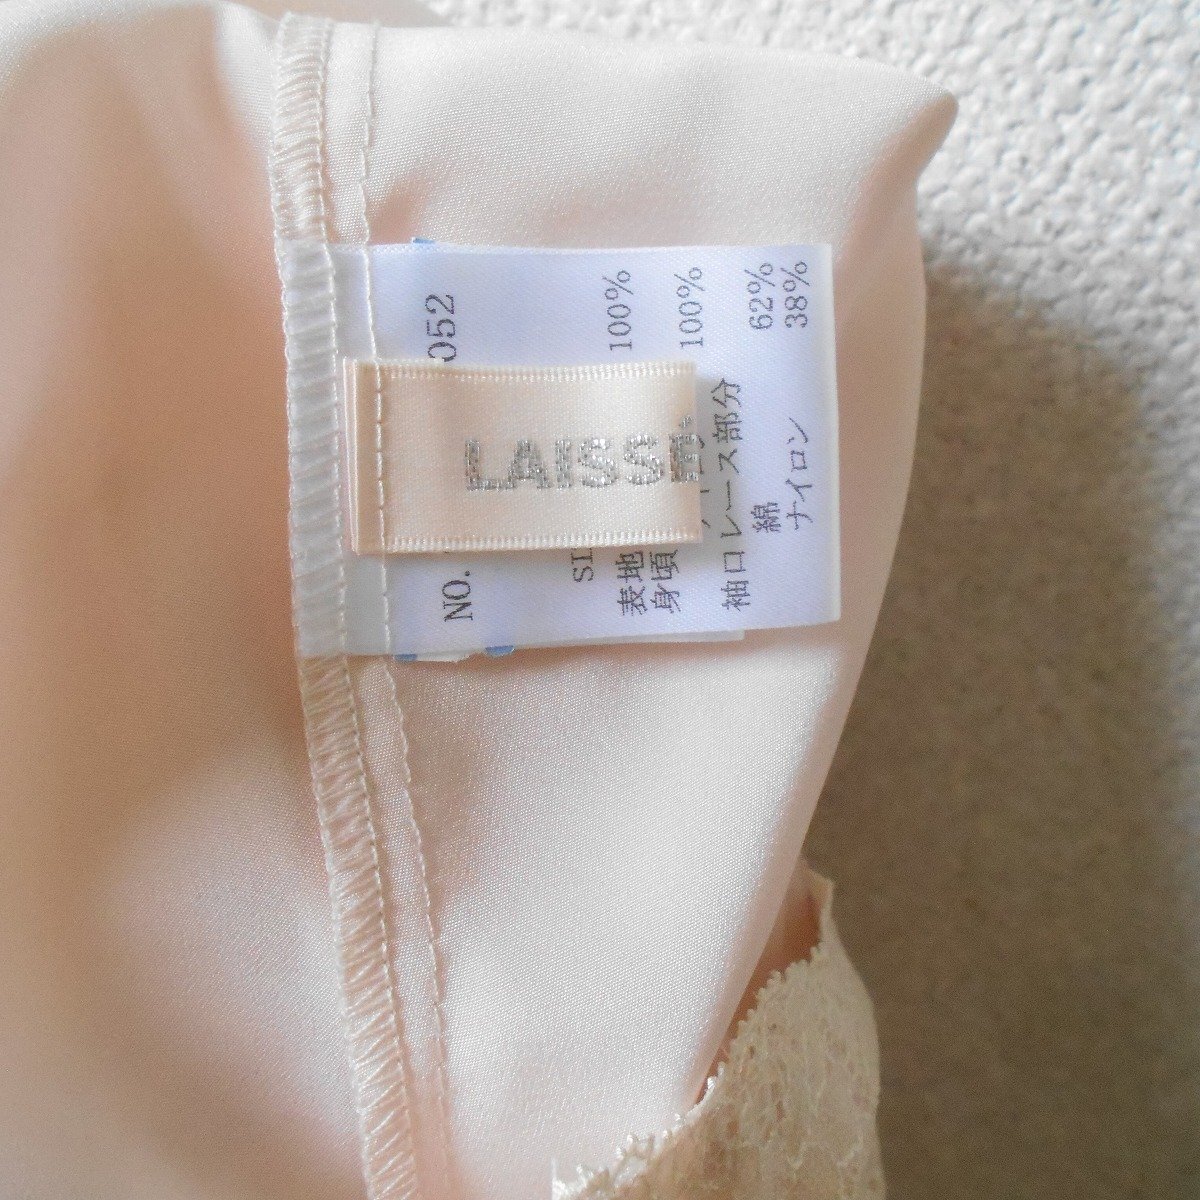 LAISSÉ
NO. 052
表地 100%
身頃 100%
袖口レース部分
綿 62%
ナイロン 38%